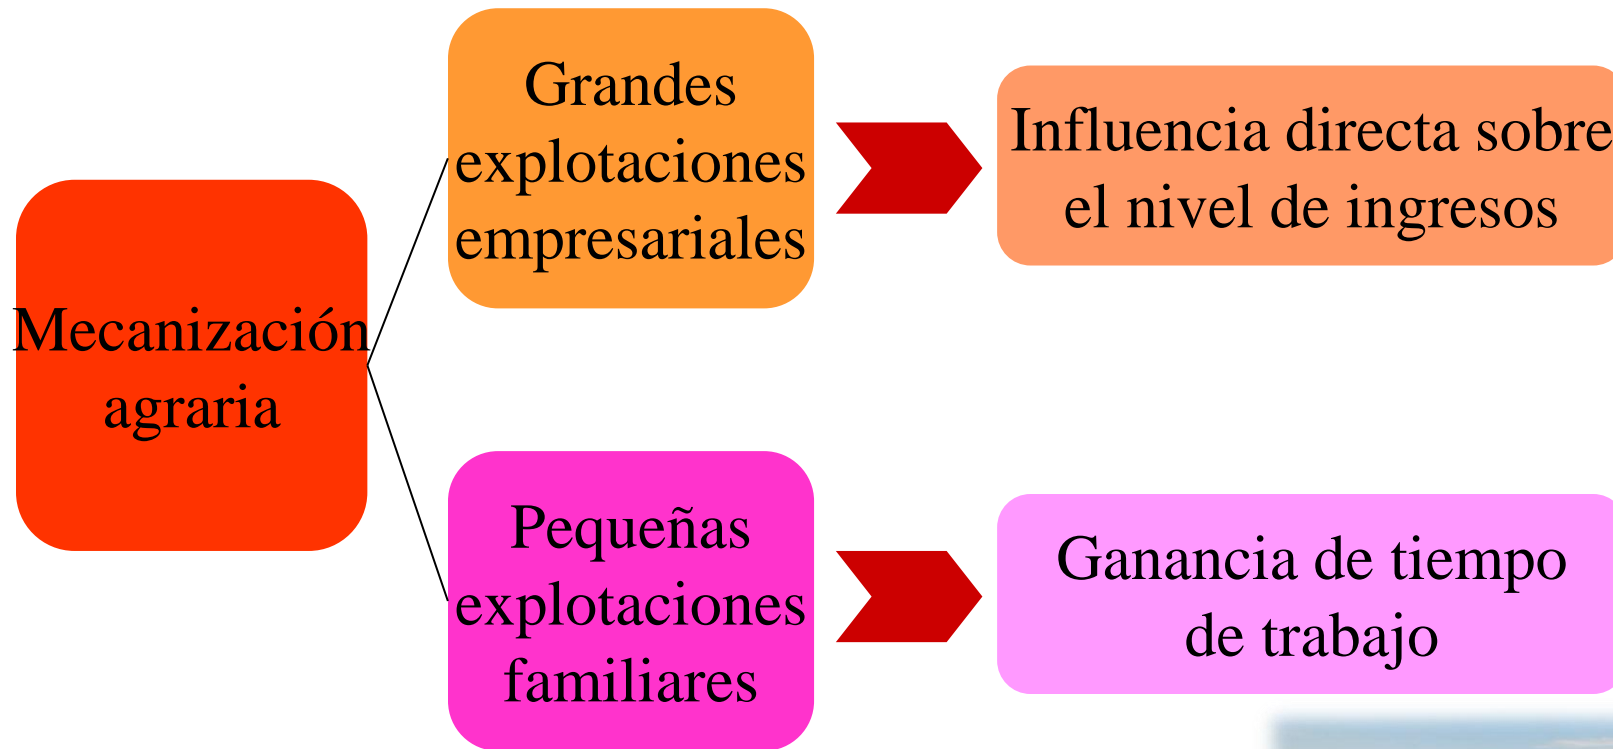 Mecanización
agraria
Grandes
explotaciones
empresariales
Influencia directa sobre
el nivel de ingresos
Pequeñas
explotaciones
familiares
Ganancia de tiempo
de trabajo